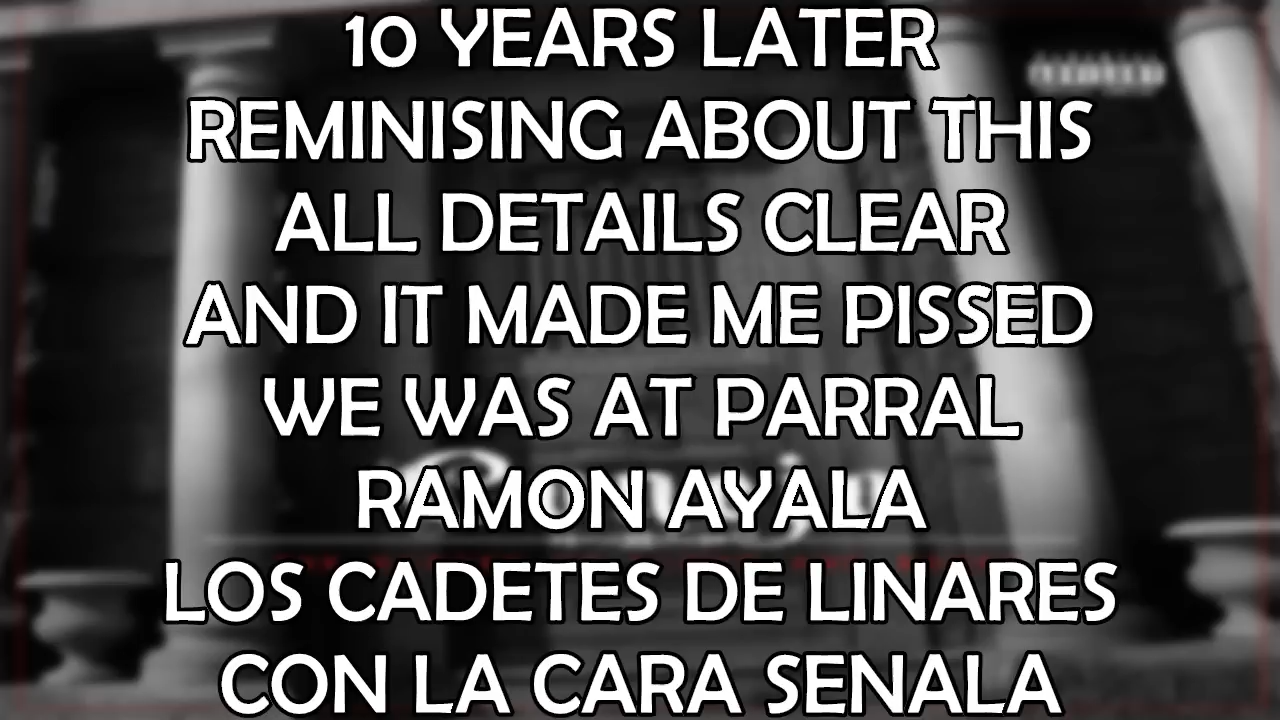 10 YEARS LATER
REMINISING ABOUT THIS
ALL DETAILS CLEAR
AND IT MADE ME PISSED
WE WAS AT PARRAL
RAMON AYALA
LOS CADETES DE LINARES
CON LA CARA SENALA